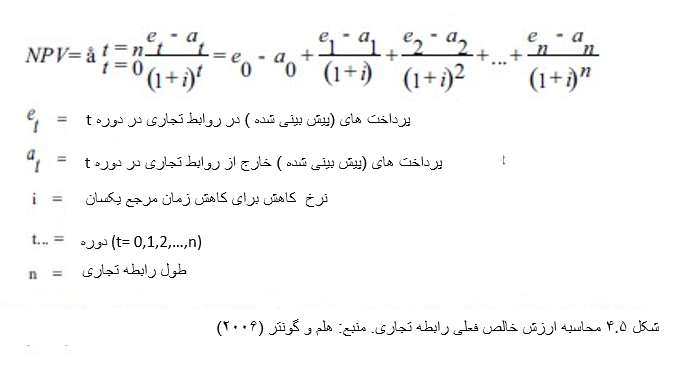 NPV= å t = n t = 0 e_t - a_t / (1+i)^t = e_0 - a_0 + e_1 - a_1 / (1+i) + e_2 - a_2 / (1+i)^2 +...+ e_n - a_n / (1+i)^n
e_t = پرداخت های (پیش بینی شده ) در روابط تجاری در دوره t
a_t = پرداخت های (پیش بینی شده ) خارج از روابط تجاری در دوره t
i = نرخ کاهش برای کاهش زمان مرجع یکسان
t... = دوره (t= 0,1,2,...,n)
n = طول رابطه تجاری
شکل ۴.۵ محاسبه ارزش خالص فعلی رابطه تجاری. منبع: هلم و گونتر (۲۰۰۶)